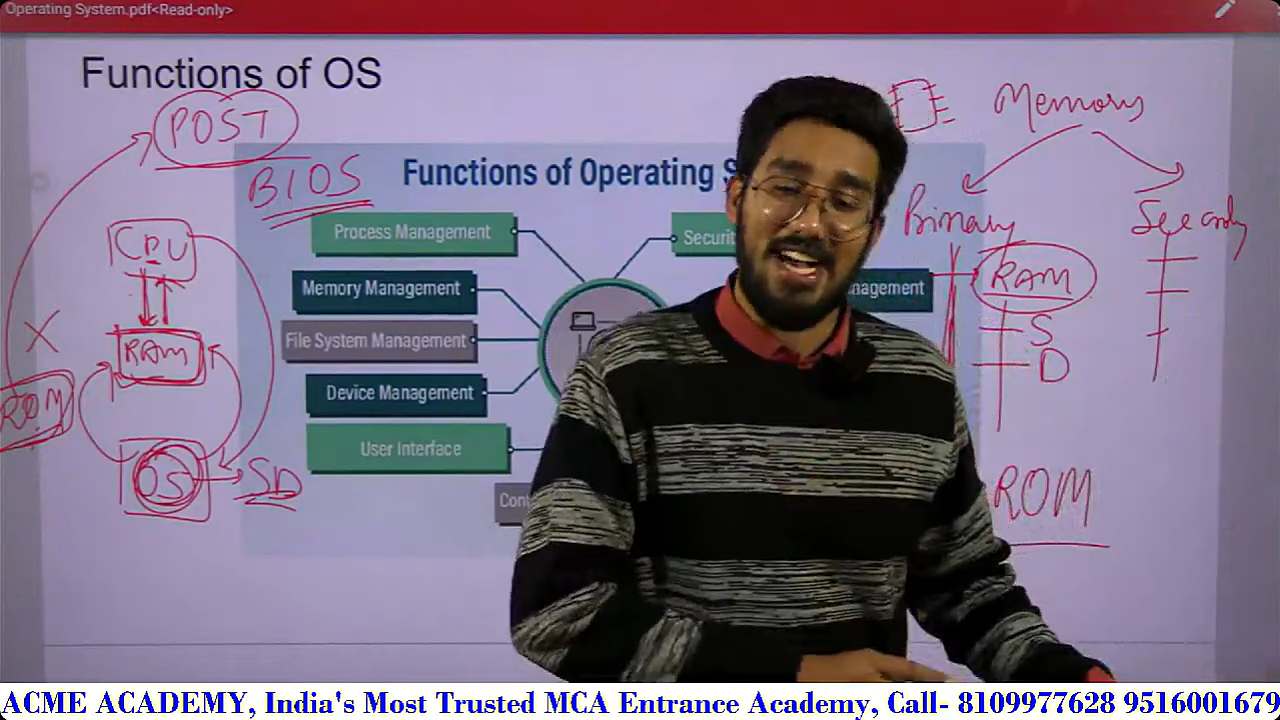 Operating System.pdf<Read-only>
Functions of OS
POST
BIOS
Functions of Operating S
Memory
Primary
Process Management
Securit
CPU
Memory Management
nagement
RAM
S
File System Management
RAM
D
Device Management
ROM
User Interface
OS
SD
Cont
ROM
ACME ACADEMY, India's Most Trusted MCA Entrance Academy, Call- 8109977628 9516001679